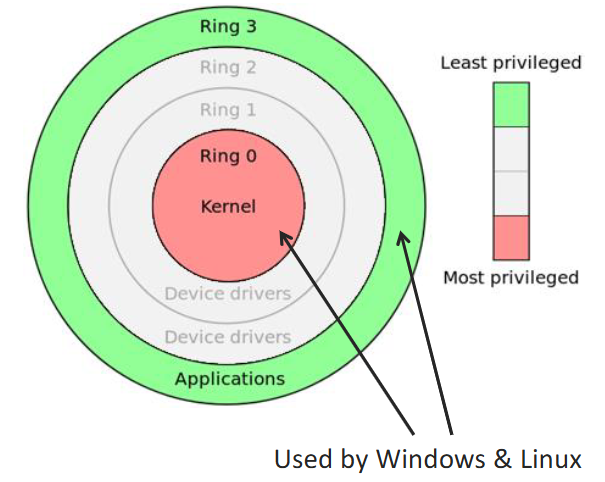 Ring 3
Ring 2
Ring 1
Ring 0
Kernel
Device drivers
Device drivers
Applications
Least privileged
Most privileged
Used by Windows & Linux